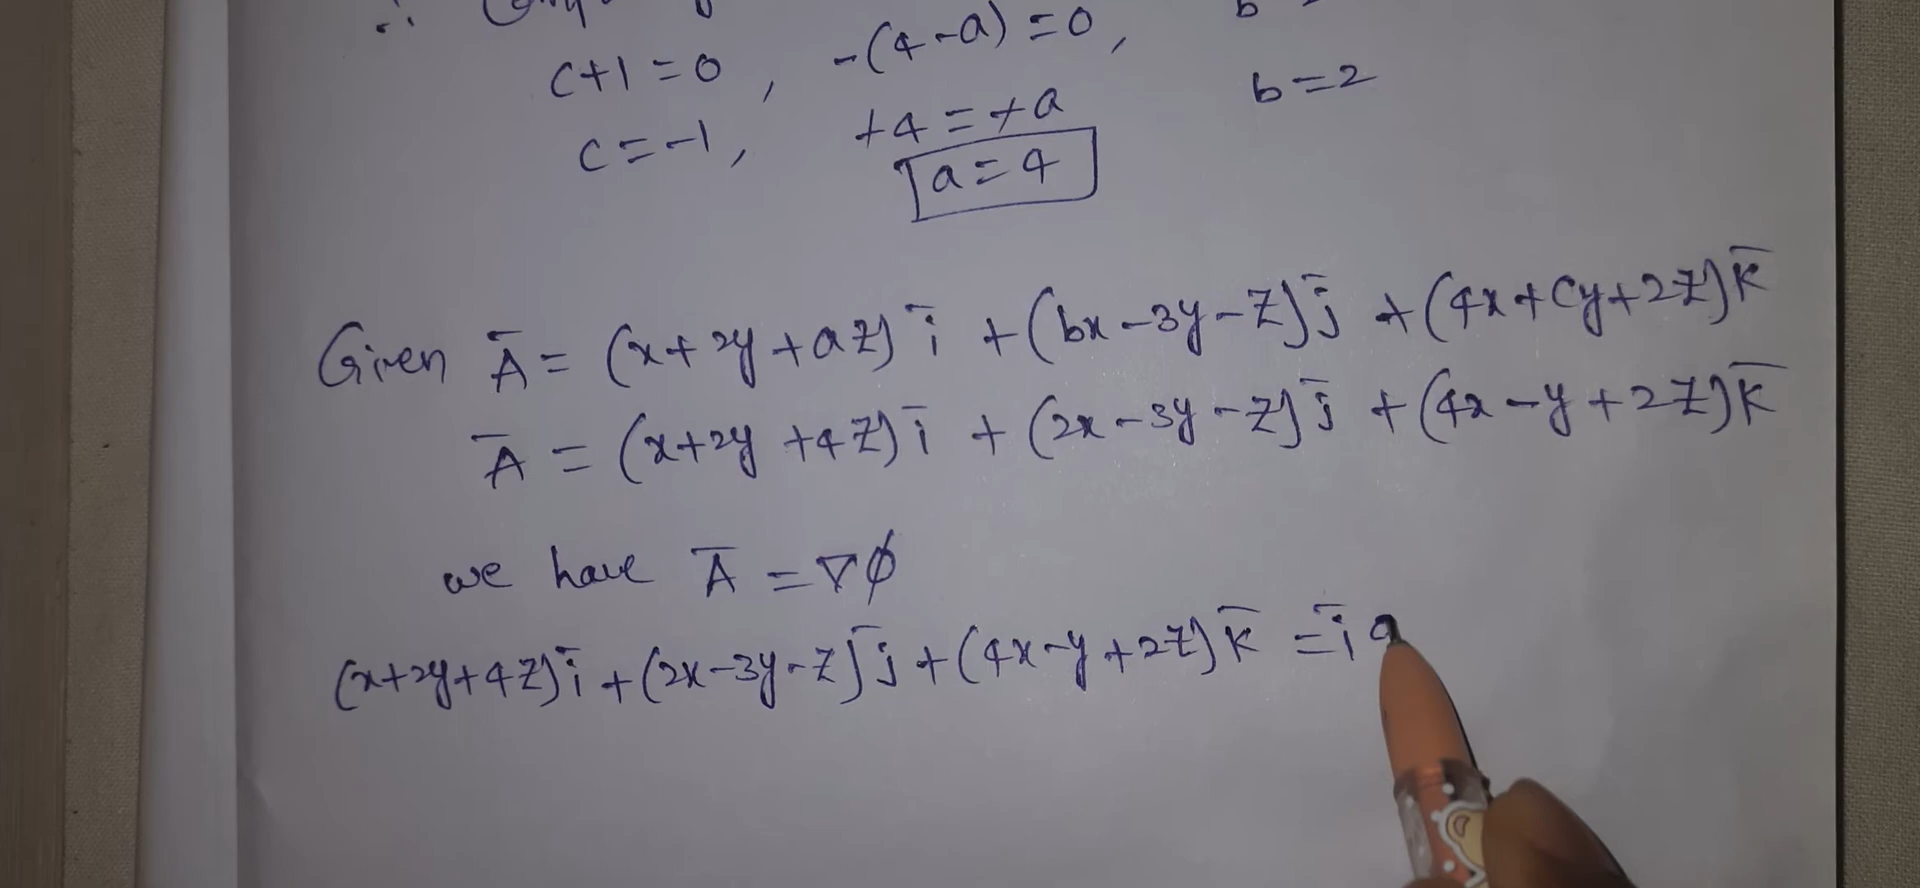 c+1=0 , -(4-a)=0 , b
c=-1 , +4=+a b=2
a=4
Given A̅ = (x+2y+az) i̅ + (bx-3y-z) j̅ + (4x+cy+2z) k̅
A̅ = (x+2y+4z) i̅ + (2x-3y-z) j̅ + (4x-y+2z) k̅
we have A̅ = ∇ϕ
(x+2y+4z) i̅ + (2x-3y-z) j̅ + (4x-y+2z) k̅ = i̅